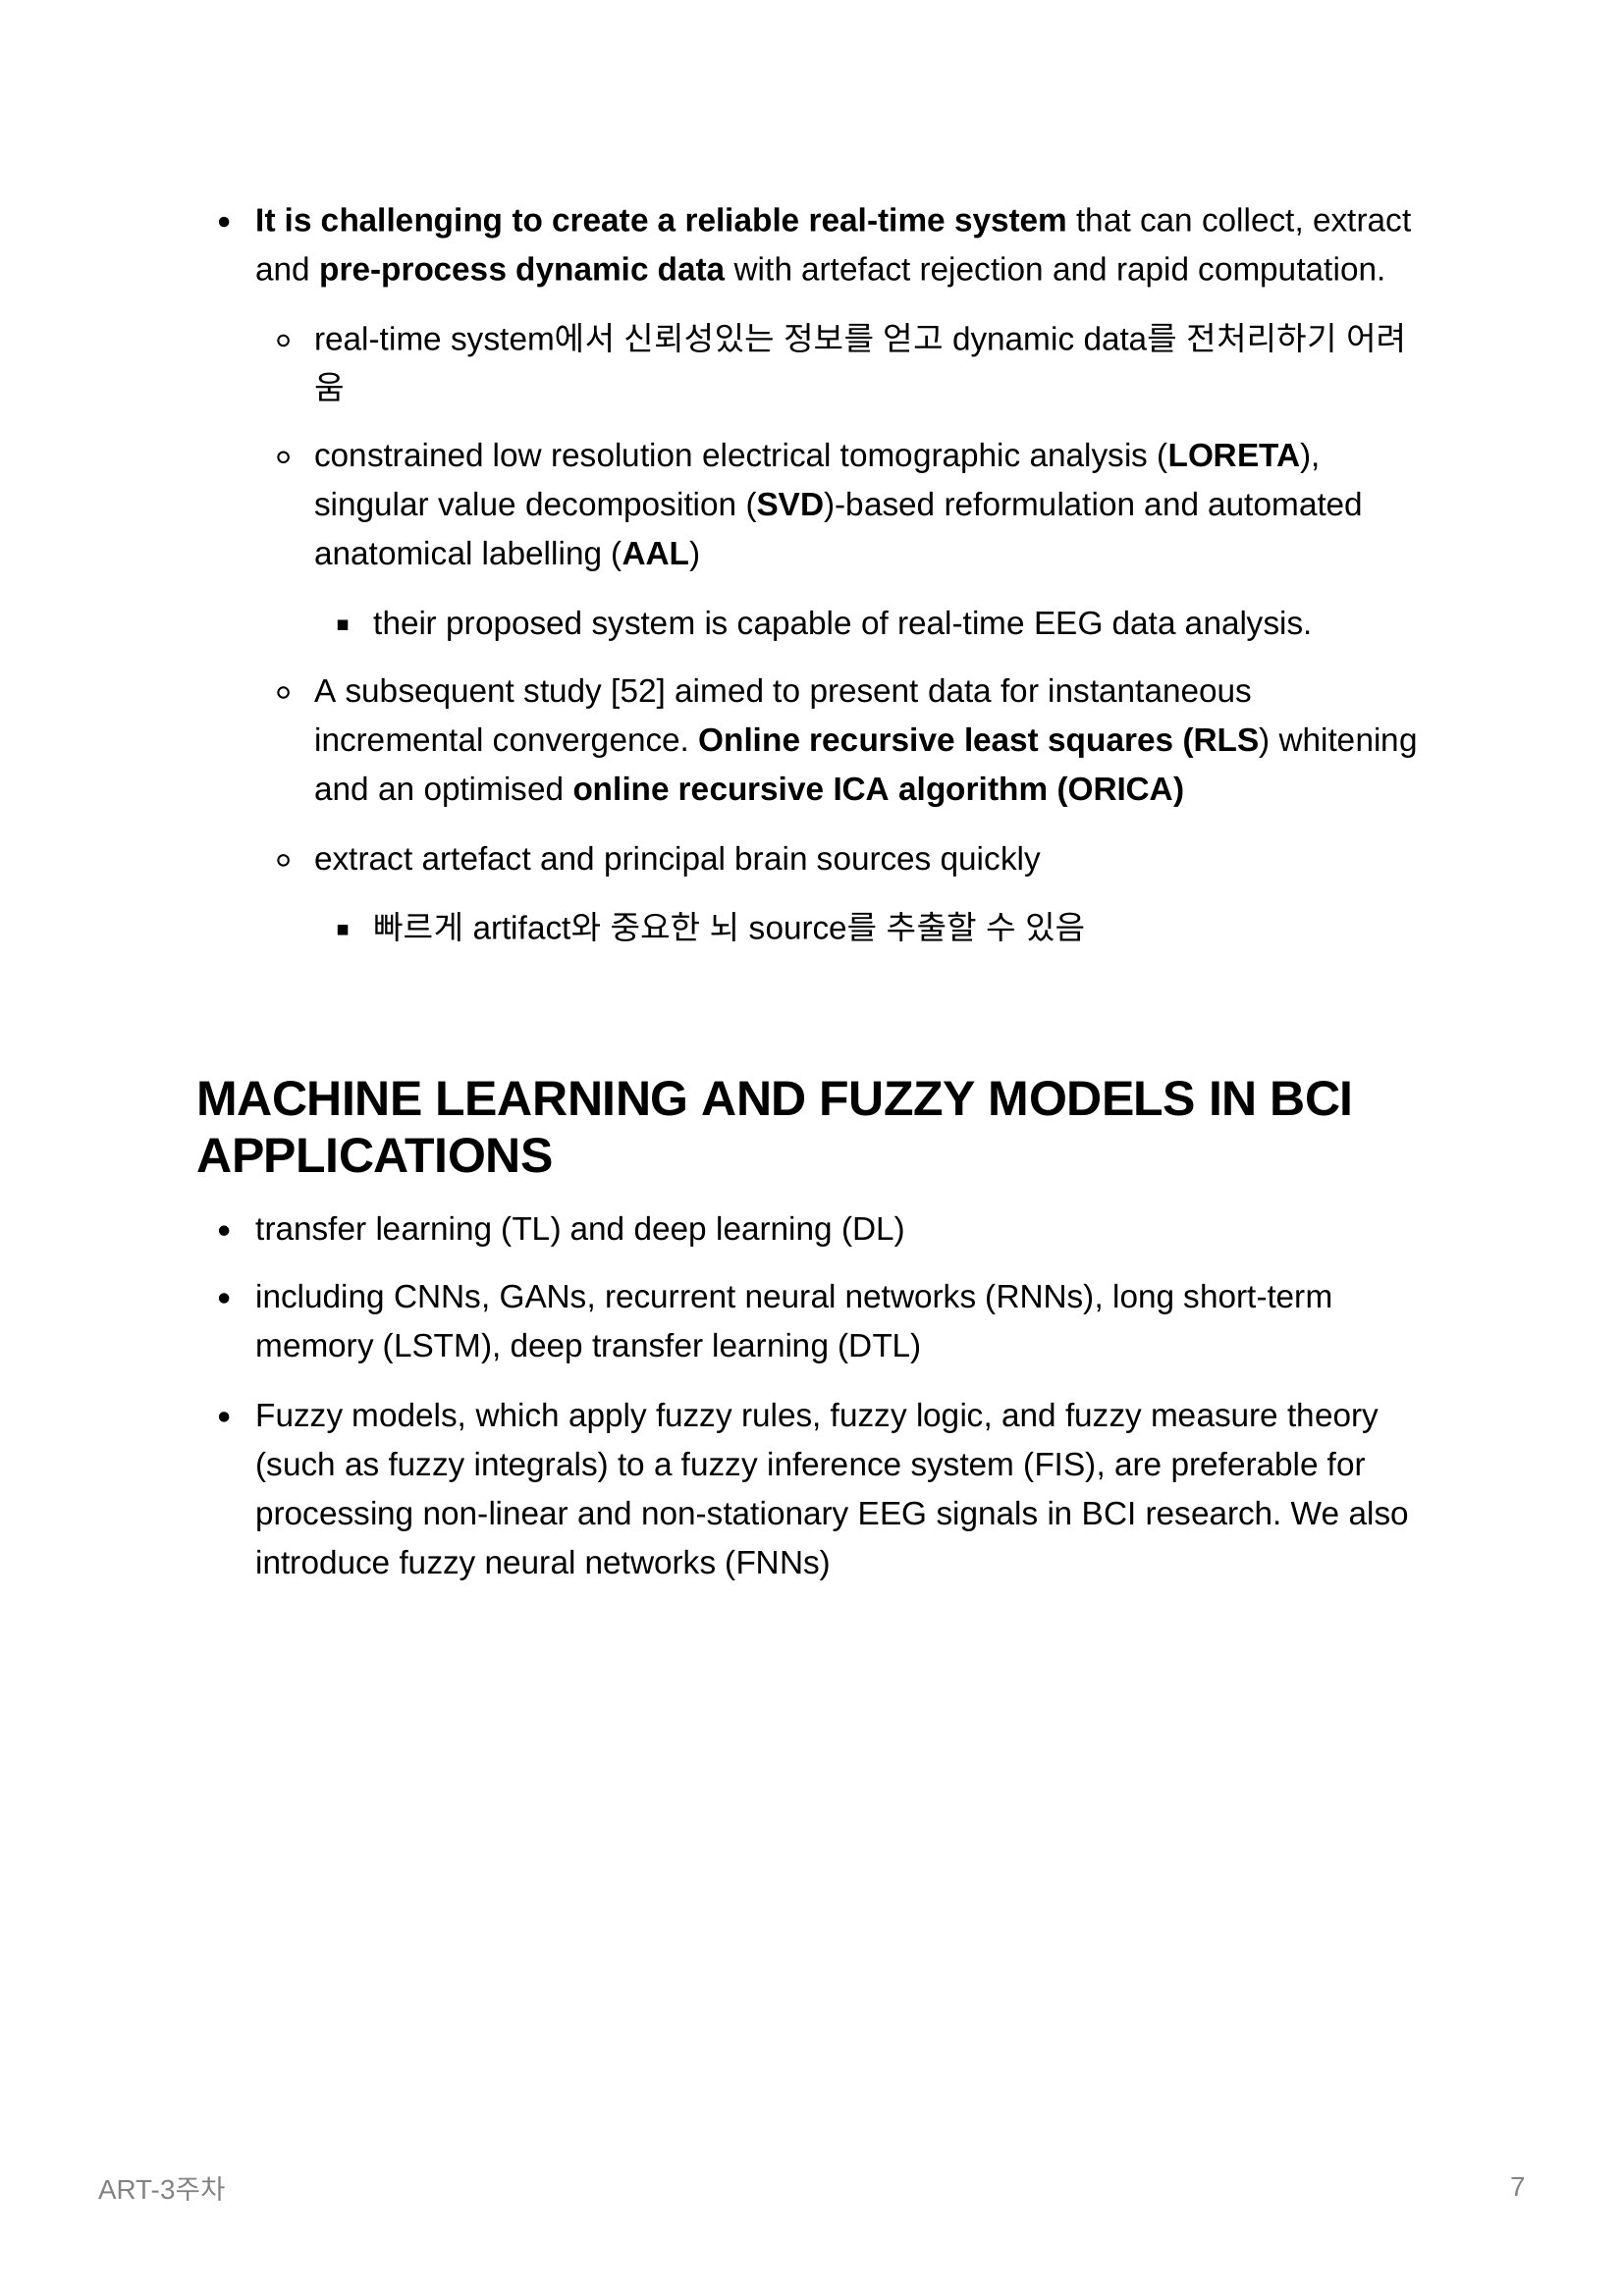 It is challenging to create a reliable real-time system that can collect, extract
and pre-process dynamic data with artefact rejection and rapid computation.
real-time system에서 신뢰성있는 정보를 얻고 dynamic data를 전처리하기 어려
움
constrained low resolution electrical tomographic analysis (LORETA),
singular value decomposition (SVD)-based reformulation and automated
anatomical labelling (AAL)
their proposed system is capable of real-time EEG data analysis.
A subsequent study [52] aimed to present data for instantaneous
incremental convergence. Online recursive least squares (RLS) whitening
and an optimised online recursive ICA algorithm (ORICA)
extract artefact and principal brain sources quickly
빠르게 artifact와 중요한 뇌 source를 추출할 수 있음
MACHINE LEARNING AND FUZZY MODELS IN BCI
APPLICATIONS
transfer learning (TL) and deep learning (DL)
including CNNs, GANs, recurrent neural networks (RNNs), long short-term
memory (LSTM), deep transfer learning (DTL)
Fuzzy models, which apply fuzzy rules, fuzzy logic, and fuzzy measure theory
(such as fuzzy integrals) to a fuzzy inference system (FIS), are preferable for
processing non-linear and non-stationary EEG signals in BCI research. We also
introduce fuzzy neural networks (FNNs)
ART-3주차
7